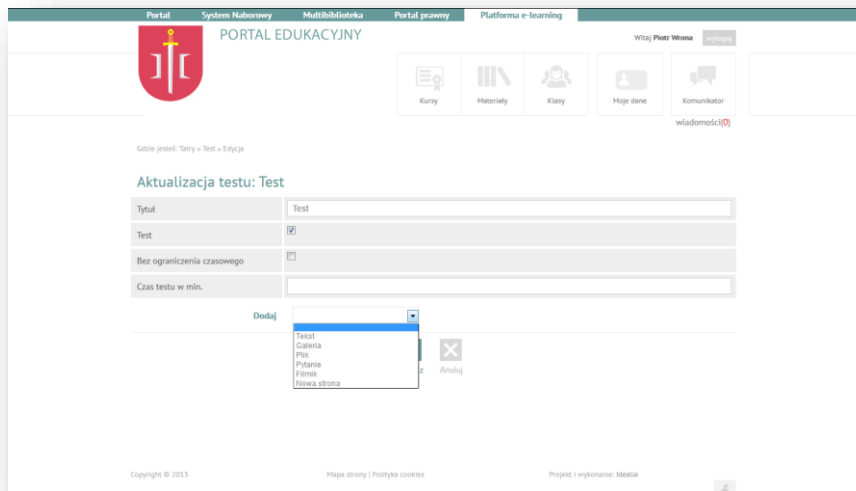 Portal System Naborowy Multibiblioteka Portal prawny Platforma e-learning
PORTAL EDUKACYJNY
Witaj Piotr Wrona wyloguj
Kursy Materiały Klasy Moje dane Komunikator
wiadomości(0)
Gdzie jesteś: Tatry » Test » Edycja
Aktualizacja testu: Test
Tytuł Test
Test
Bez ograniczenia czasowego
Czas testu w min.
Dodaj
Tekst
Galeria
Plik
Pytanie
Filmik
Nowa strona
z Anuluj
Copyright © 2013 Mapa strony | Polityka cookies Projekt i wykonanie: Idealia